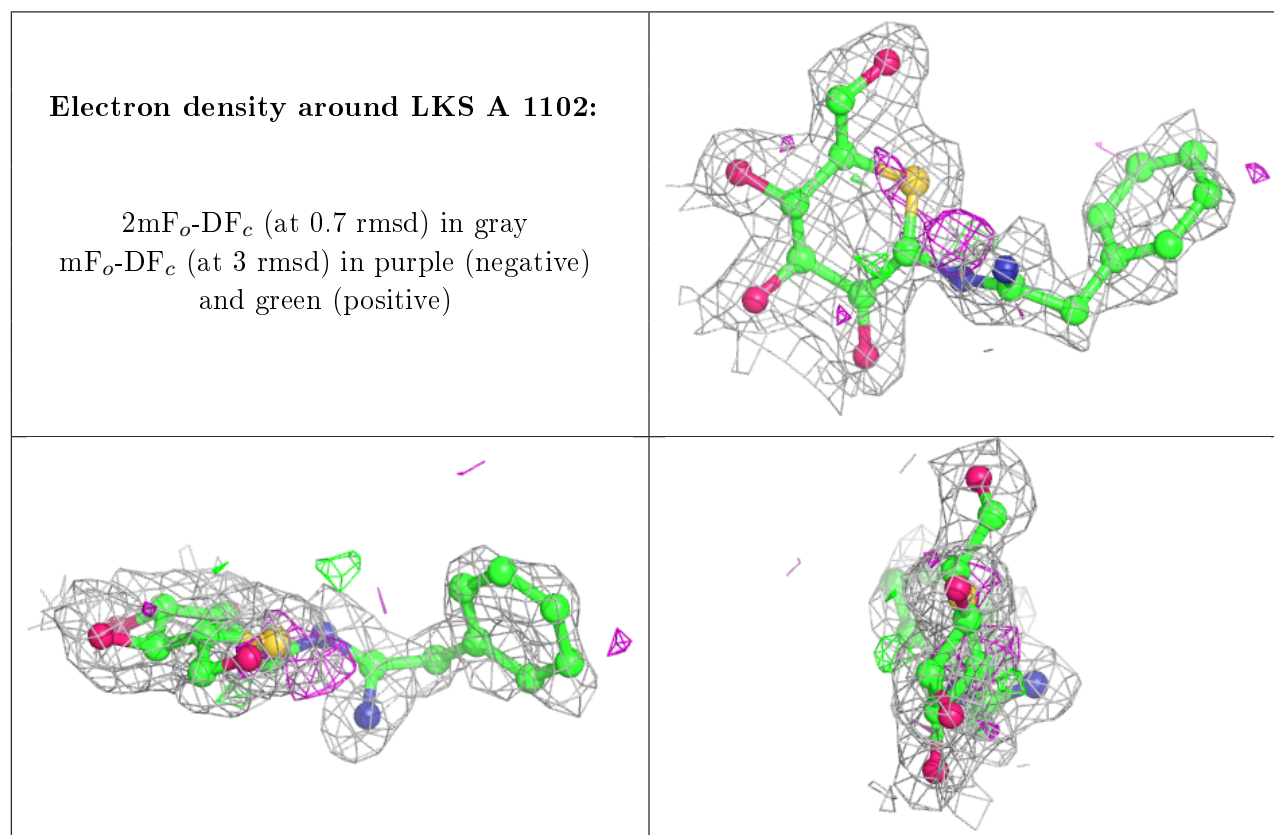 Electron density around LKS A 1102:
2mFₒ-DF𝒸 (at 0.7 rmsd) in gray
mFₒ-DF𝒸 (at 3 rmsd) in purple (negative)
and green (positive)